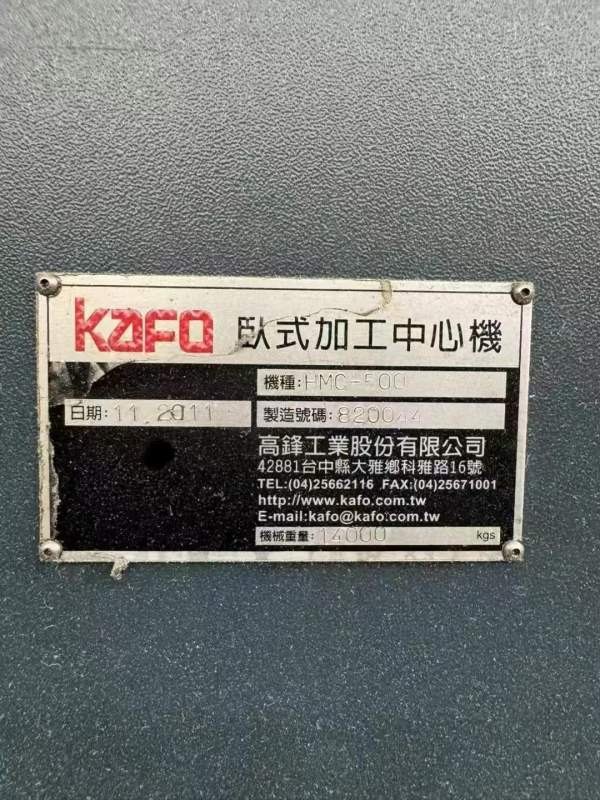 KAFO 臥式加工中心機
機種:HMC-500
日期:11.2011
製造號碼:820044
高鋒工業股份有限公司
42881台中縣大雅鄉科雅路16號
TEL:(04)25662116 FAX:(04)25671001
http://www.kafo.com.tw
E-mail:kafo@kafo.com.tw
機械重量:14000 kgs